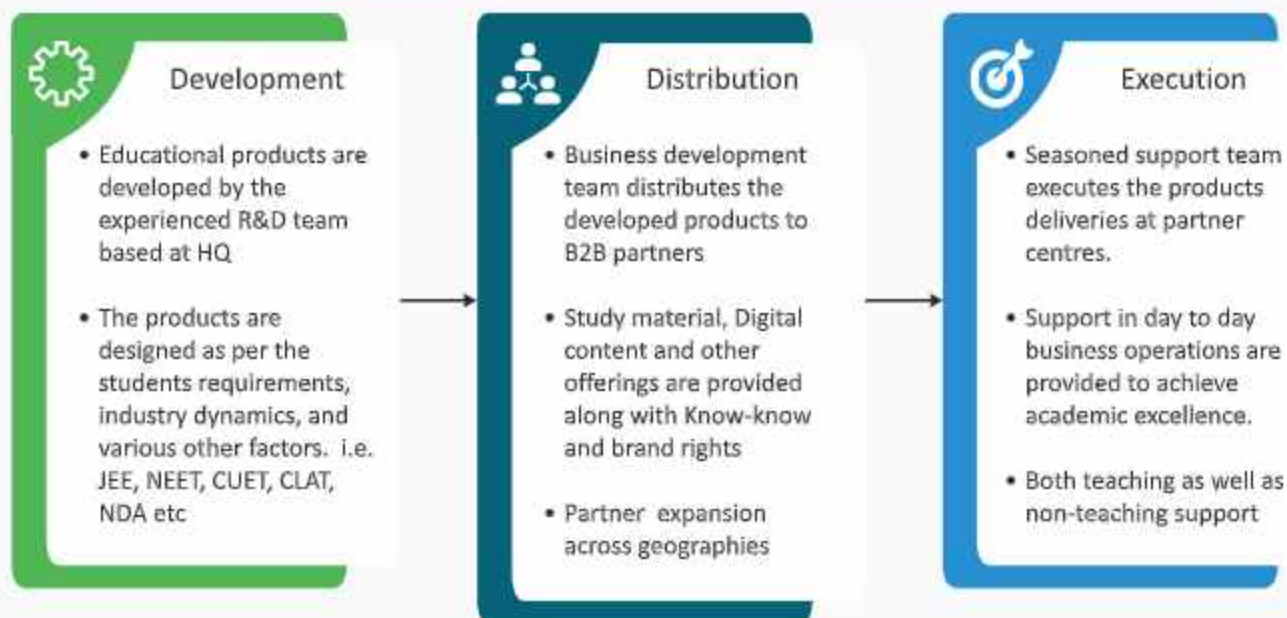 Development
• Educational products are
developed by the
experienced R&D team
based at HQ
• The products are
designed as per the
students requirements,
industry dynamics, and
various other factors. i.e.
JEE, NEET, CUET, CLAT,
NDA etc
Distribution
• Business development
team distributes the
developed products to
B2B partners
• Study material, Digital
content and other
offerings are provided
along with Know-know
and brand rights
• Partner expansion
across geographies
Execution
• Seasoned support team
executes the products
deliveries at partner
centres.
• Support in day to day
business operations are
provided to achieve
academic excellence.
• Both teaching as well as
non-teaching support